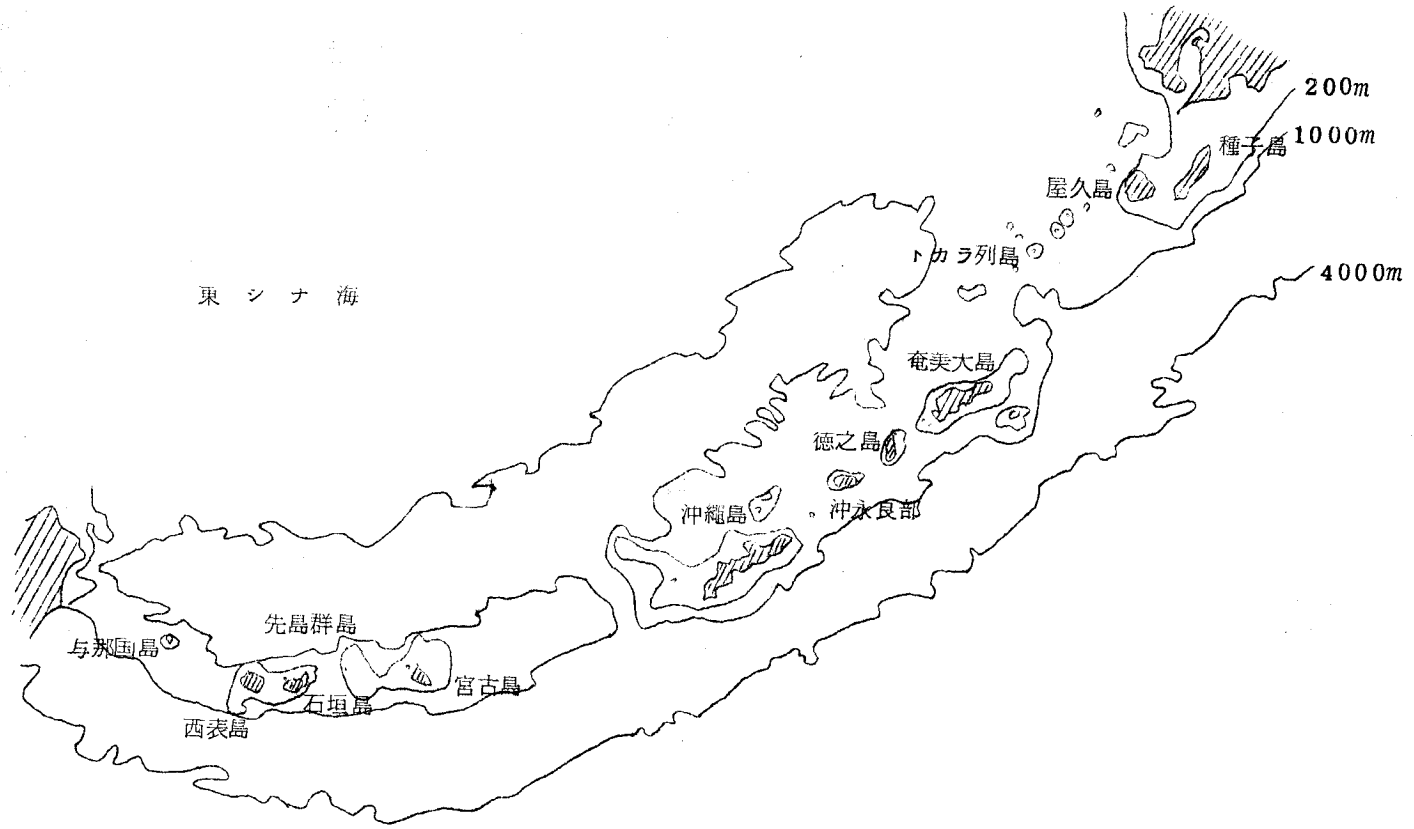 200m
1000m
種子島
屋久島
トカラ列島
4000m
東シナ海
奄美大島
徳之島
沖縄島
沖永良部
先島群島
与那国島
宮古島
石垣島
西表島